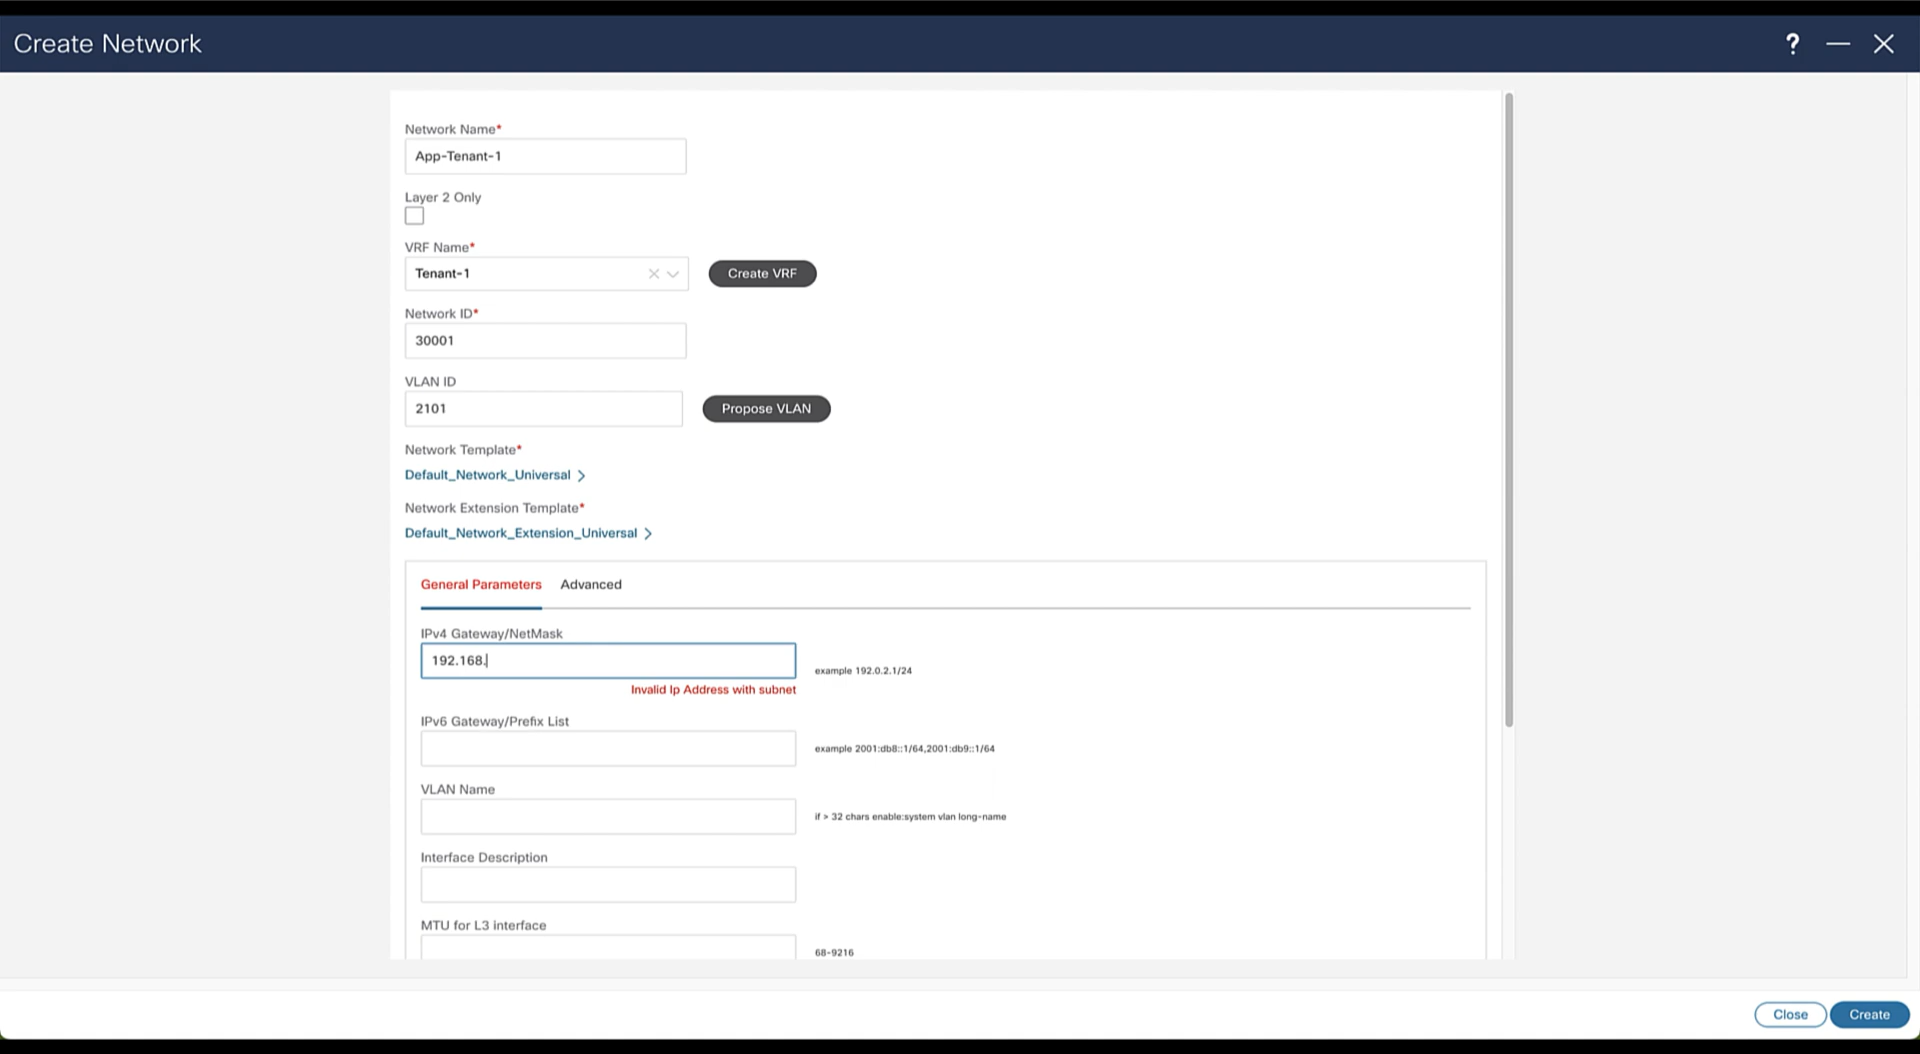 Create Network
?
Network Name*
App-Tenant-1
Layer 2 Only
VRF Name*
Tenant-1
Create VRF
Network ID*
30001
VLAN ID
2101
Propose VLAN
Network Template*
Default_Network_Universal
Network Extension Template*
Default_Network_Extension_Universal
General Parameters Advanced
IPv4 Gateway/NetMask
192.168.
example 192.0.2.1/24
Invalid Ip Address with subnet
IPv6 Gateway/Prefix List
example 2001:db8::1/64,2001:db9::1/64
VLAN Name
if > 32 chars enable:system vlan long-name
Interface Description
MTU for L3 interface
68-9216
Close Create